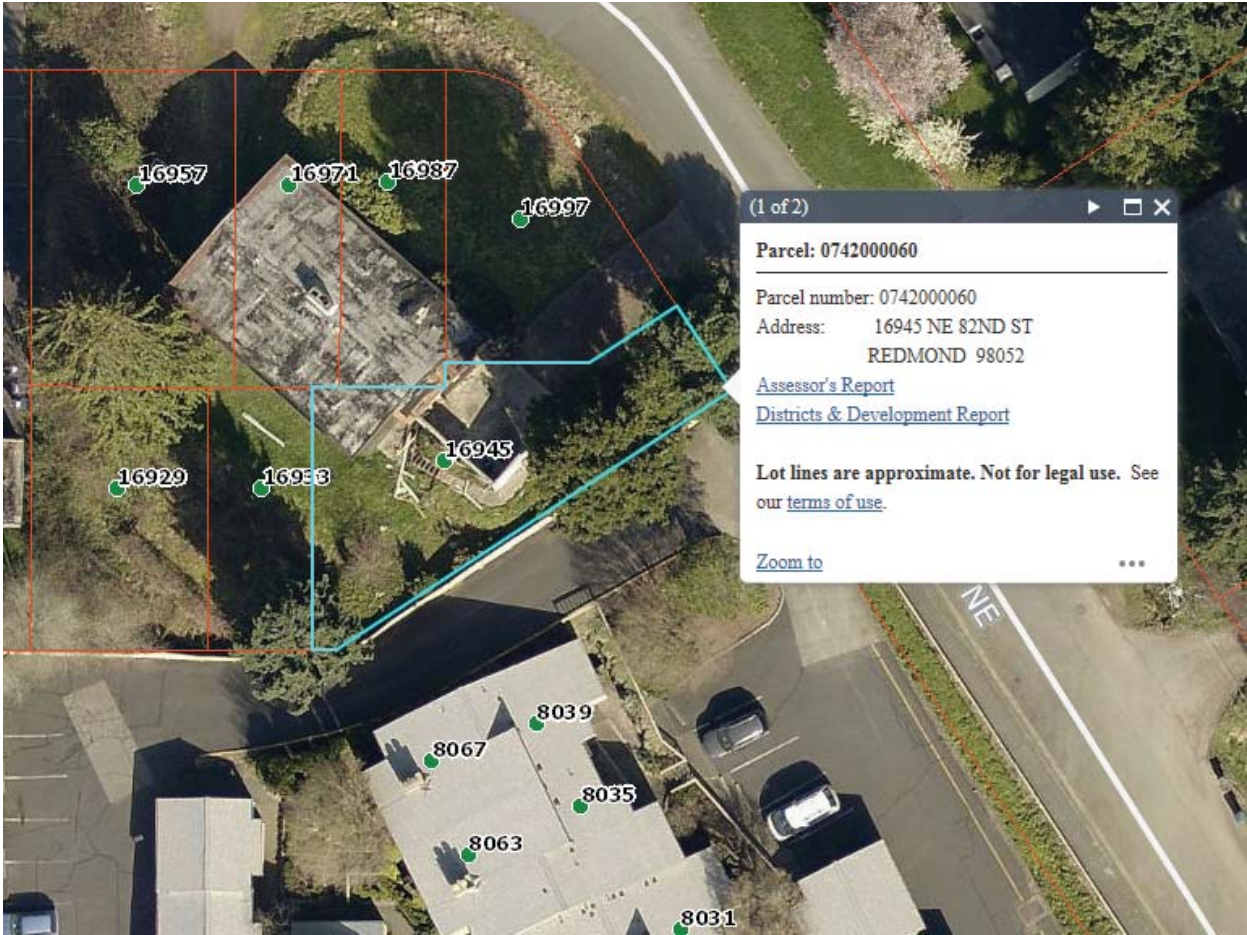 16957
16971
16987
16997
(1 of 2)
Parcel: 0742000060
Parcel number: 0742000060
Address: 16945 NE 82ND ST
REDMOND 98052
Assessor's Report
Districts & Development Report
Lot lines are approximate. Not for legal use. See
our terms of use.
Zoom to
16945
16929
16933
NE
8039
8067
8035
8063
8031